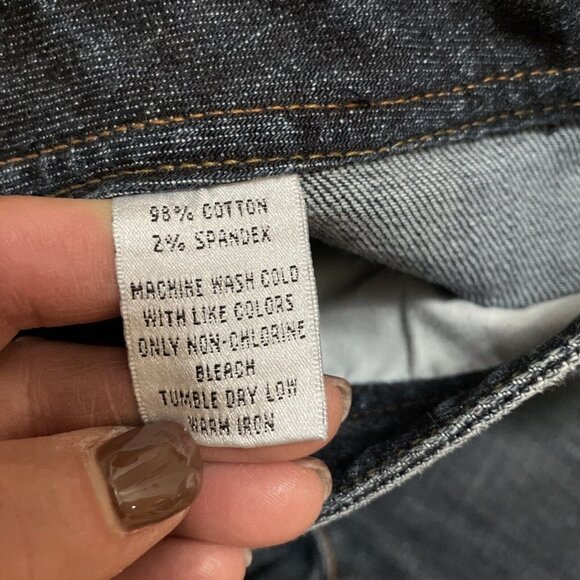 98% COTTON
2% SPANDEX
MACHINE WASH COLD
WITH LIKE COLORS
ONLY NON-CHLORINE
BLEACH
TUMBLE DRY LOW
WARM IRON